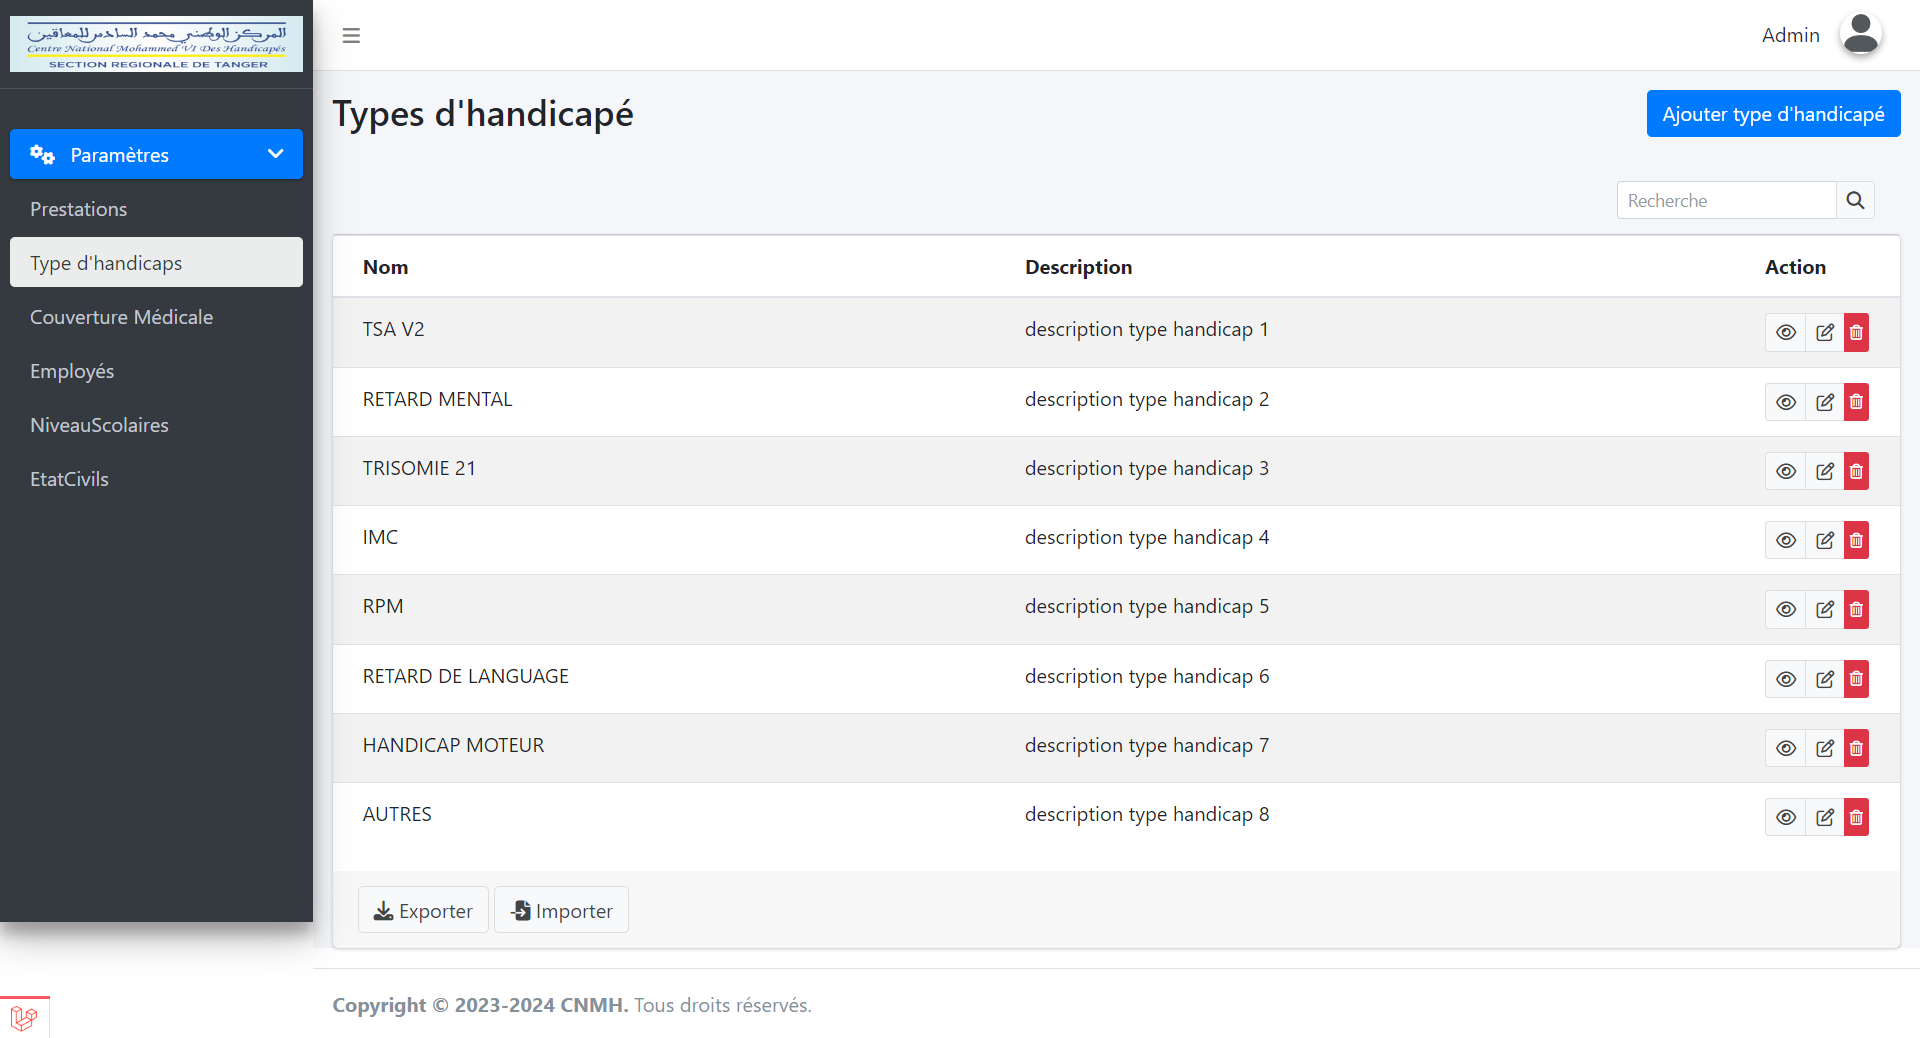 المركز الوطني محمد السادس للمعاقين
Centre National Mohammed VI Des Handicapés
SECTION REGIONALE DE TANGER
Admin
Paramètres
Prestations
Type d'handicaps
Couverture Médicale
Employés
NiveauScolaires
EtatCivils
Types d'handicapé
Ajouter type d'handicapé
Recherche
Nom Description Action
TSA V2 description type handicap 1
RETARD MENTAL description type handicap 2
TRISOMIE 21 description type handicap 3
IMC description type handicap 4
RPM description type handicap 5
RETARD DE LANGUAGE description type handicap 6
HANDICAP MOTEUR description type handicap 7
AUTRES description type handicap 8
Exporter Importer
Copyright © 2023-2024 CNMH. Tous droits réservés.